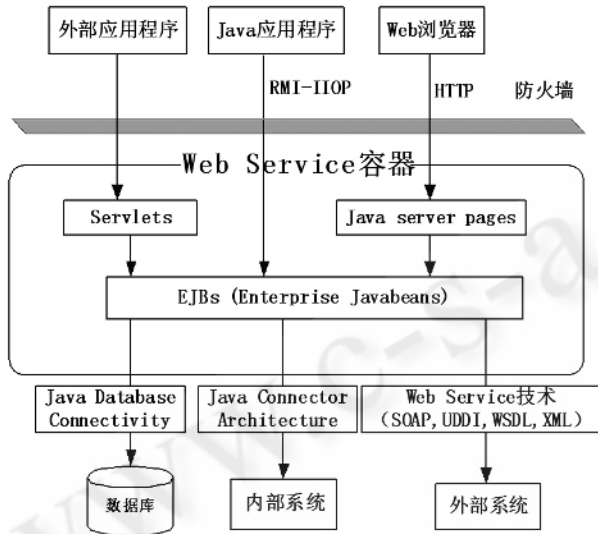 外部应用程序
Java应用程序
Web浏览器
RMI-IIOP
HTTP
防火墙
Web Service容器
Servlets
Java server pages
EJBs (Enterprise Javabeans)
Java Database
Connectivity
Java Connector
Architecture
Web Service技术
(SOAP,UDDI,WSDL,XML)
数据库
内部系统
外部系统
www.c-s-a